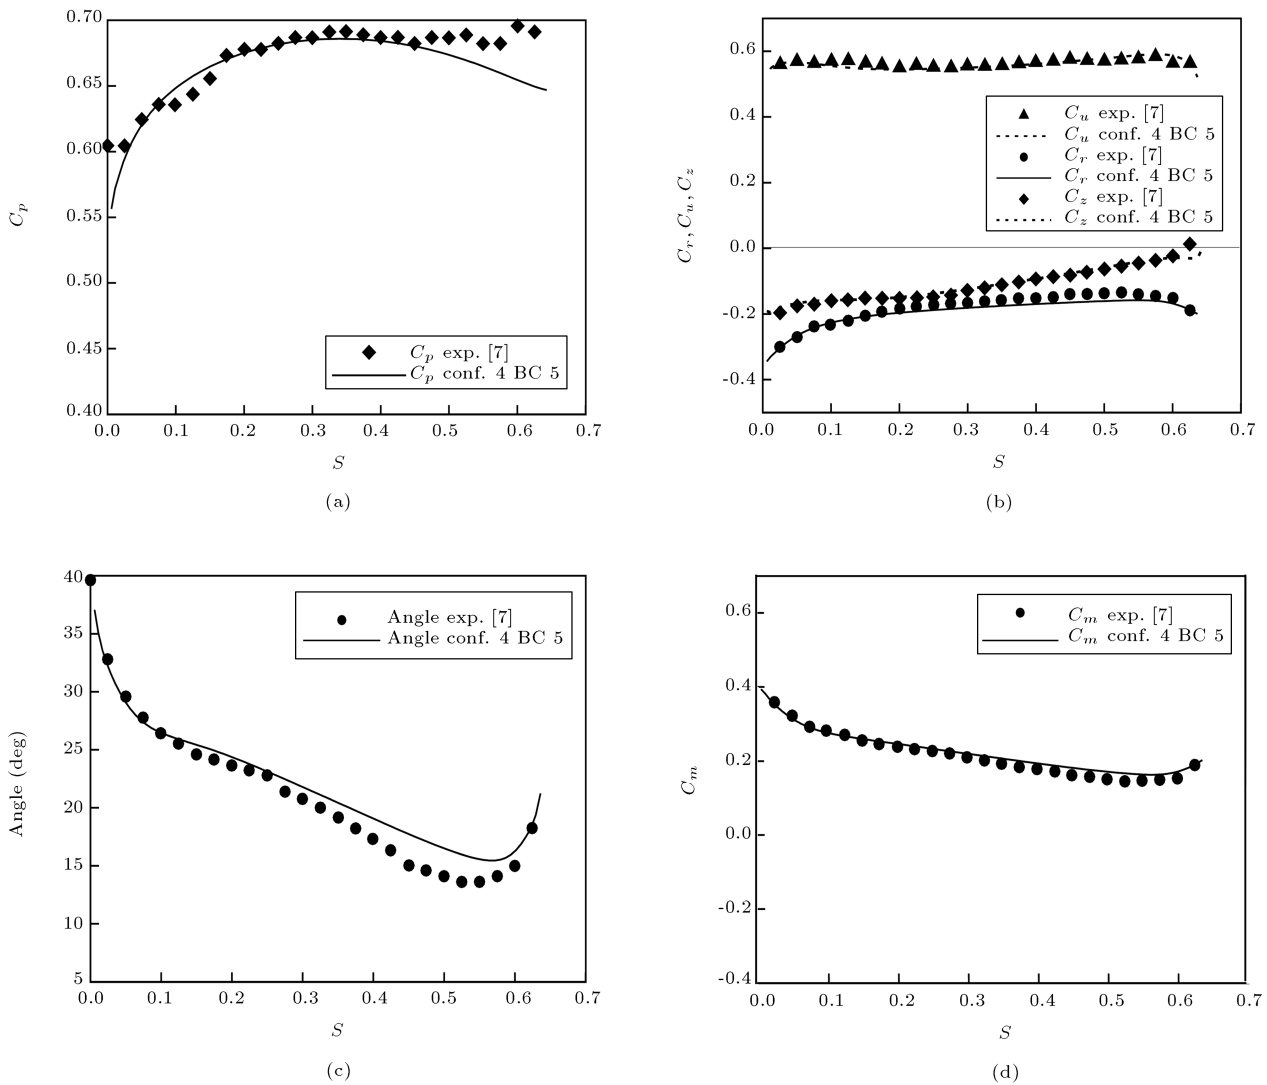 0.70
0.65
0.60
0.55
0.50
0.45
0.40
C_p
C_p exp. [7]
C_p conf. 4 BC 5
0.0 0.1 0.2 0.3 0.4 0.5 0.6 0.7
S
(a)
0.6
0.4
0.2
0.0
-0.2
-0.4
C_r, C_u, C_z
C_u exp. [7]
C_u conf. 4 BC 5
C_r exp. [7]
C_r conf. 4 BC 5
C_z exp. [7]
C_z conf. 4 BC 5
0.0 0.1 0.2 0.3 0.4 0.5 0.6 0.7
S
(b)
40
35
30
25
20
15
10
5
Angle (deg)
Angle exp. [7]
Angle conf. 4 BC 5
0.0 0.1 0.2 0.3 0.4 0.5 0.6 0.7
S
(c)
0.6
0.4
0.2
0.0
-0.2
-0.4
C_m
C_m exp. [7]
C_m conf. 4 BC 5
0.0 0.1 0.2 0.3 0.4 0.5 0.6 0.7
S
(d)